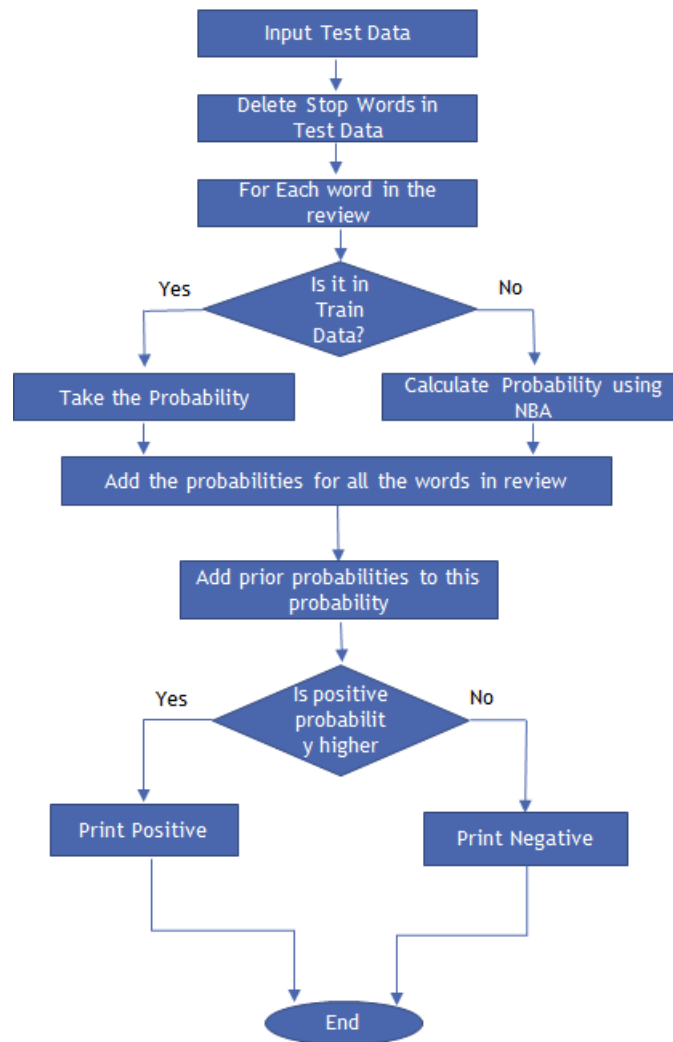 Input Test Data
Delete Stop Words in
Test Data
For Each word in the
review
Is it in
Train
Data?
Yes
No
Take the Probability
Calculate Probability using
NBA
Add the probabilities for all the words in review
Add prior probabilities to this
probability
Is positive
probabilit
y higher
Yes
No
Print Positive
Print Negative
End